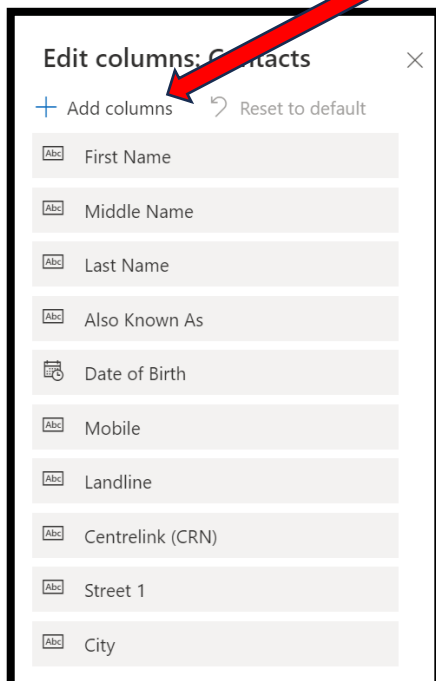 Edit columns: Contacts
Add columns Reset to default
Abc First Name
Abc Middle Name
Abc Last Name
Abc Also Known As
Date of Birth
Abc Mobile
Abc Landline
Abc Centrelink (CRN)
Abc Street 1
Abc City